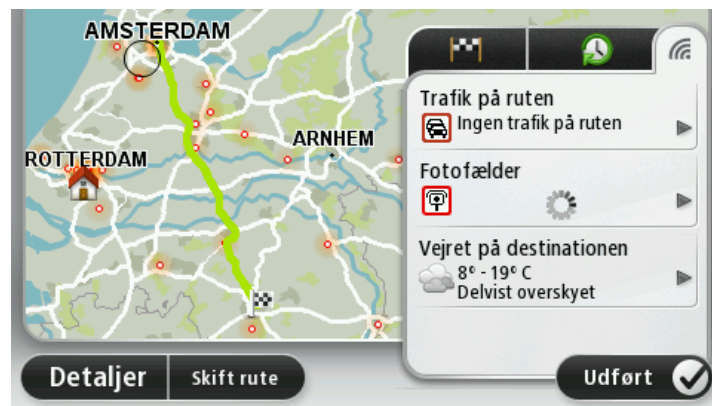 AMSTERDAM
ARNHEM
ROTTERDAM
Trafik på ruten
Ingen trafik på ruten
Fotofælder
Vejret på destinationen
8° - 19° C
Delvist overskyet
Detaljer
Skift rute
Udført